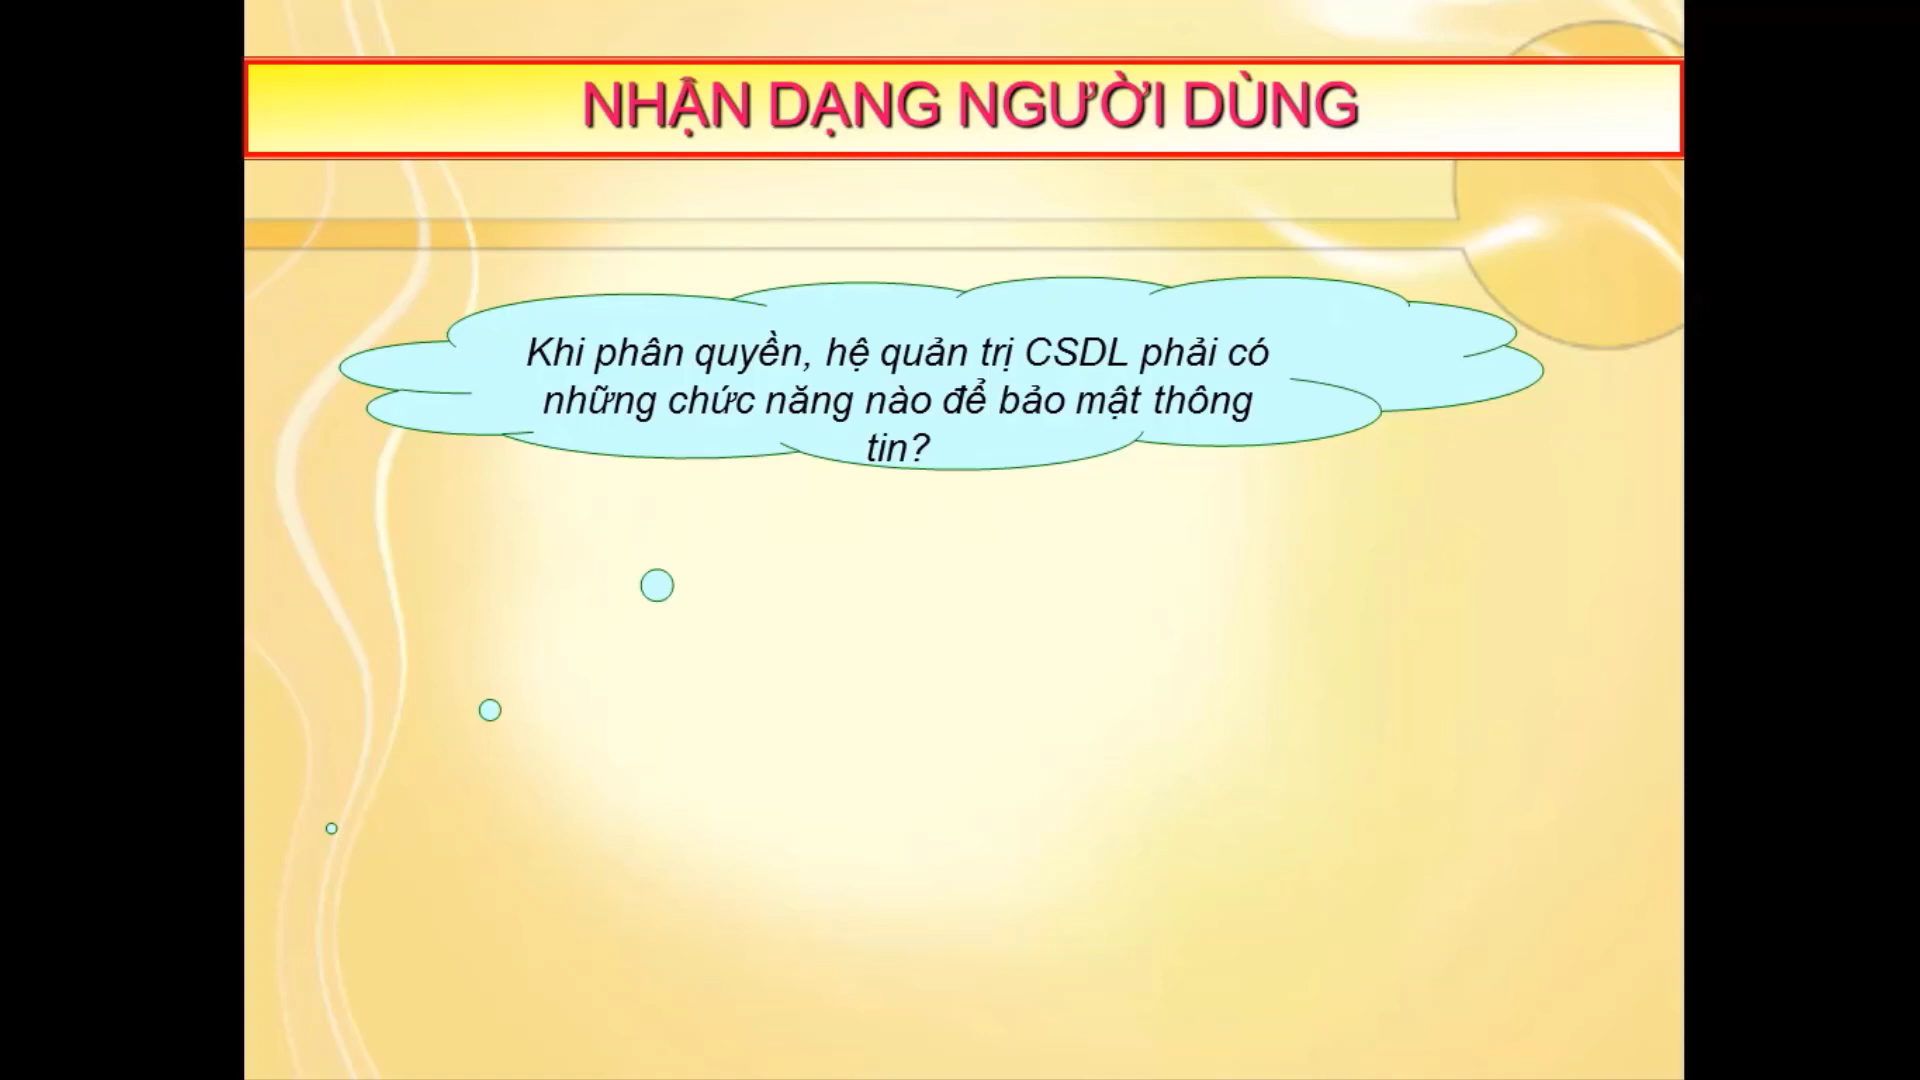 NHẬN DẠNG NGƯỜI DÙNG
Khi phân quyền, hệ quản trị CSDL phải có
những chức năng nào để bảo mật thông
tin?